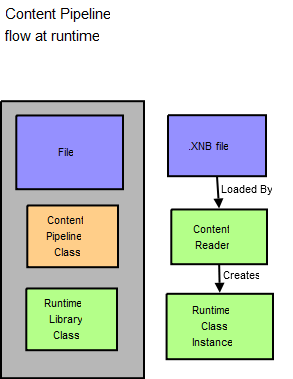 Content Pipeline
flow at runtime
File
Content
Pipeline
Class
Runtime
Library
Class
.XNB file
Loaded By
Content
Reader
Creates
Runtime
Class
Instance